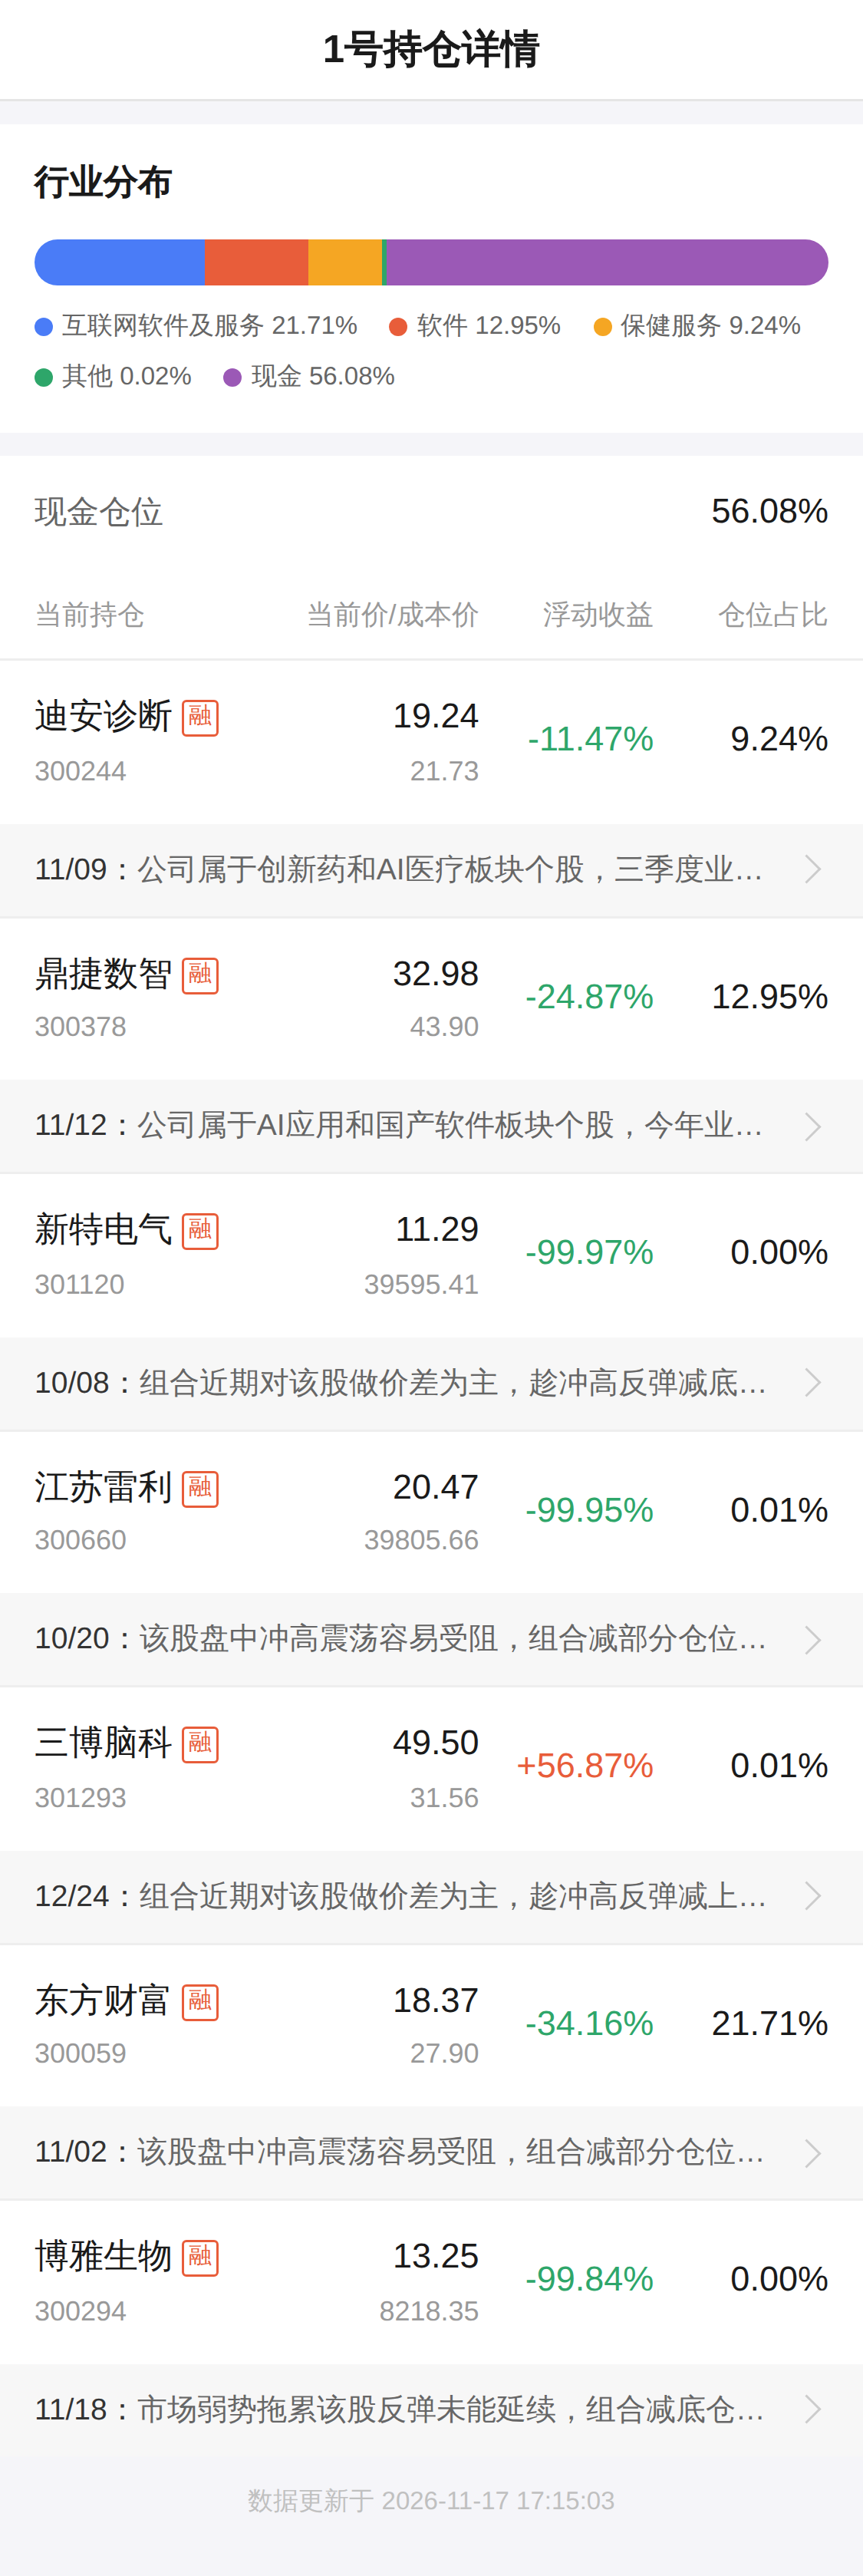 1号持仓详情
行业分布
互联网软件及服务 21.71% 软件 12.95% 保健服务 9.24%
其他 0.02% 现金 56.08%
现金仓位 56.08%
当前持仓 当前价/成本价 浮动收益 仓位占比
迪安诊断 融 19.24 -11.47% 9.24%
300244 21.73
11/09：公司属于创新药和AI医疗板块个股，三季度业…
鼎捷数智 融 32.98 -24.87% 12.95%
300378 43.90
11/12：公司属于AI应用和国产软件板块个股，今年业…
新特电气 融 11.29 -99.97% 0.00%
301120 39595.41
10/08：组合近期对该股做价差为主，趁冲高反弹减底…
江苏雷利 融 20.47 -99.95% 0.01%
300660 39805.66
10/20：该股盘中冲高震荡容易受阻，组合减部分仓位…
三博脑科 融 49.50 +56.87% 0.01%
301293 31.56
12/24：组合近期对该股做价差为主，趁冲高反弹减上…
东方财富 融 18.37 -34.16% 21.71%
300059 27.90
11/02：该股盘中冲高震荡容易受阻，组合减部分仓位…
博雅生物 融 13.25 -99.84% 0.00%
300294 8218.35
11/18：市场弱势拖累该股反弹未能延续，组合减底仓…
数据更新于 2026-11-17 17:15:03